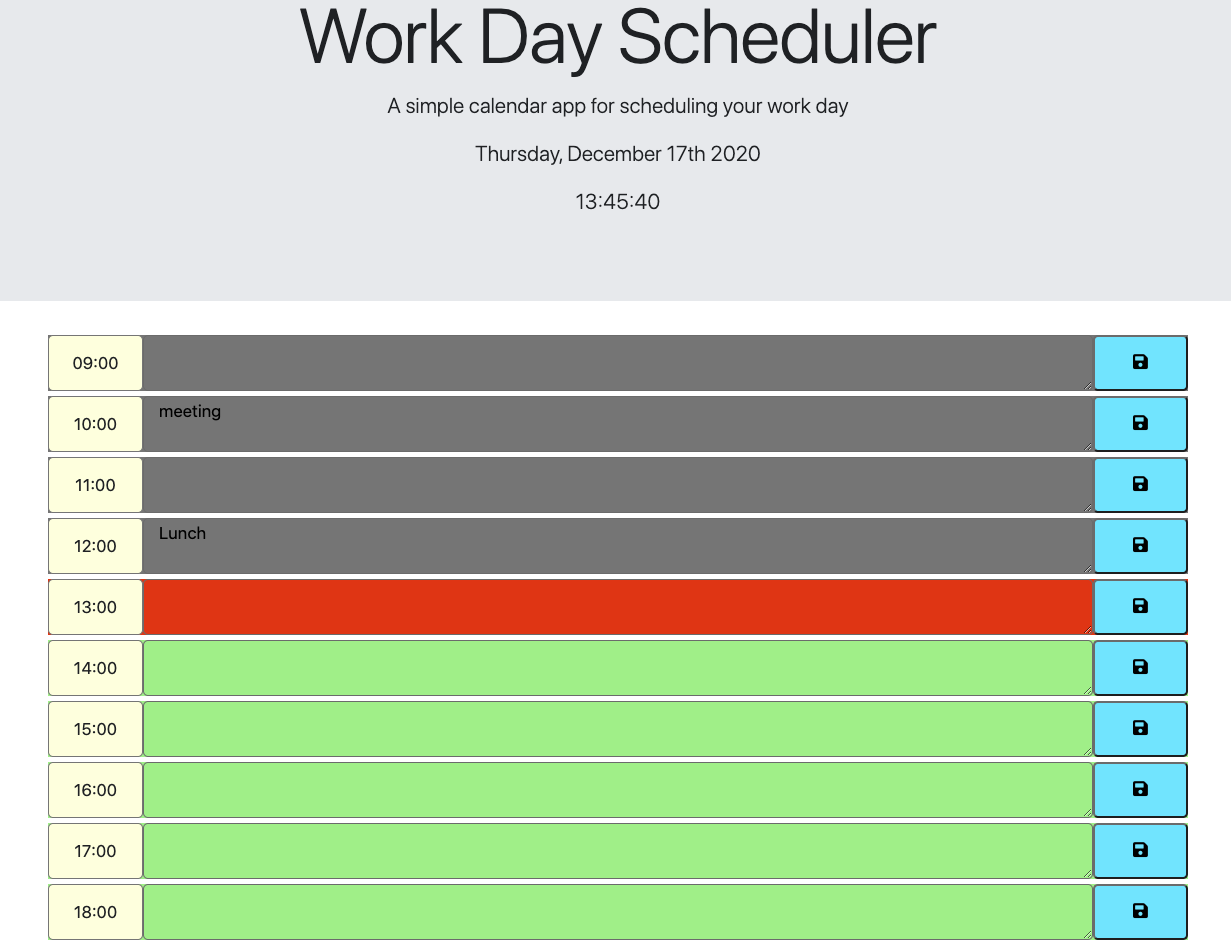 Work Day Scheduler
A simple calendar app for scheduling your work day
Thursday, December 17th 2020
13:45:40
09:00
10:00 meeting
11:00
12:00 Lunch
13:00
14:00
15:00
16:00
17:00
18:00